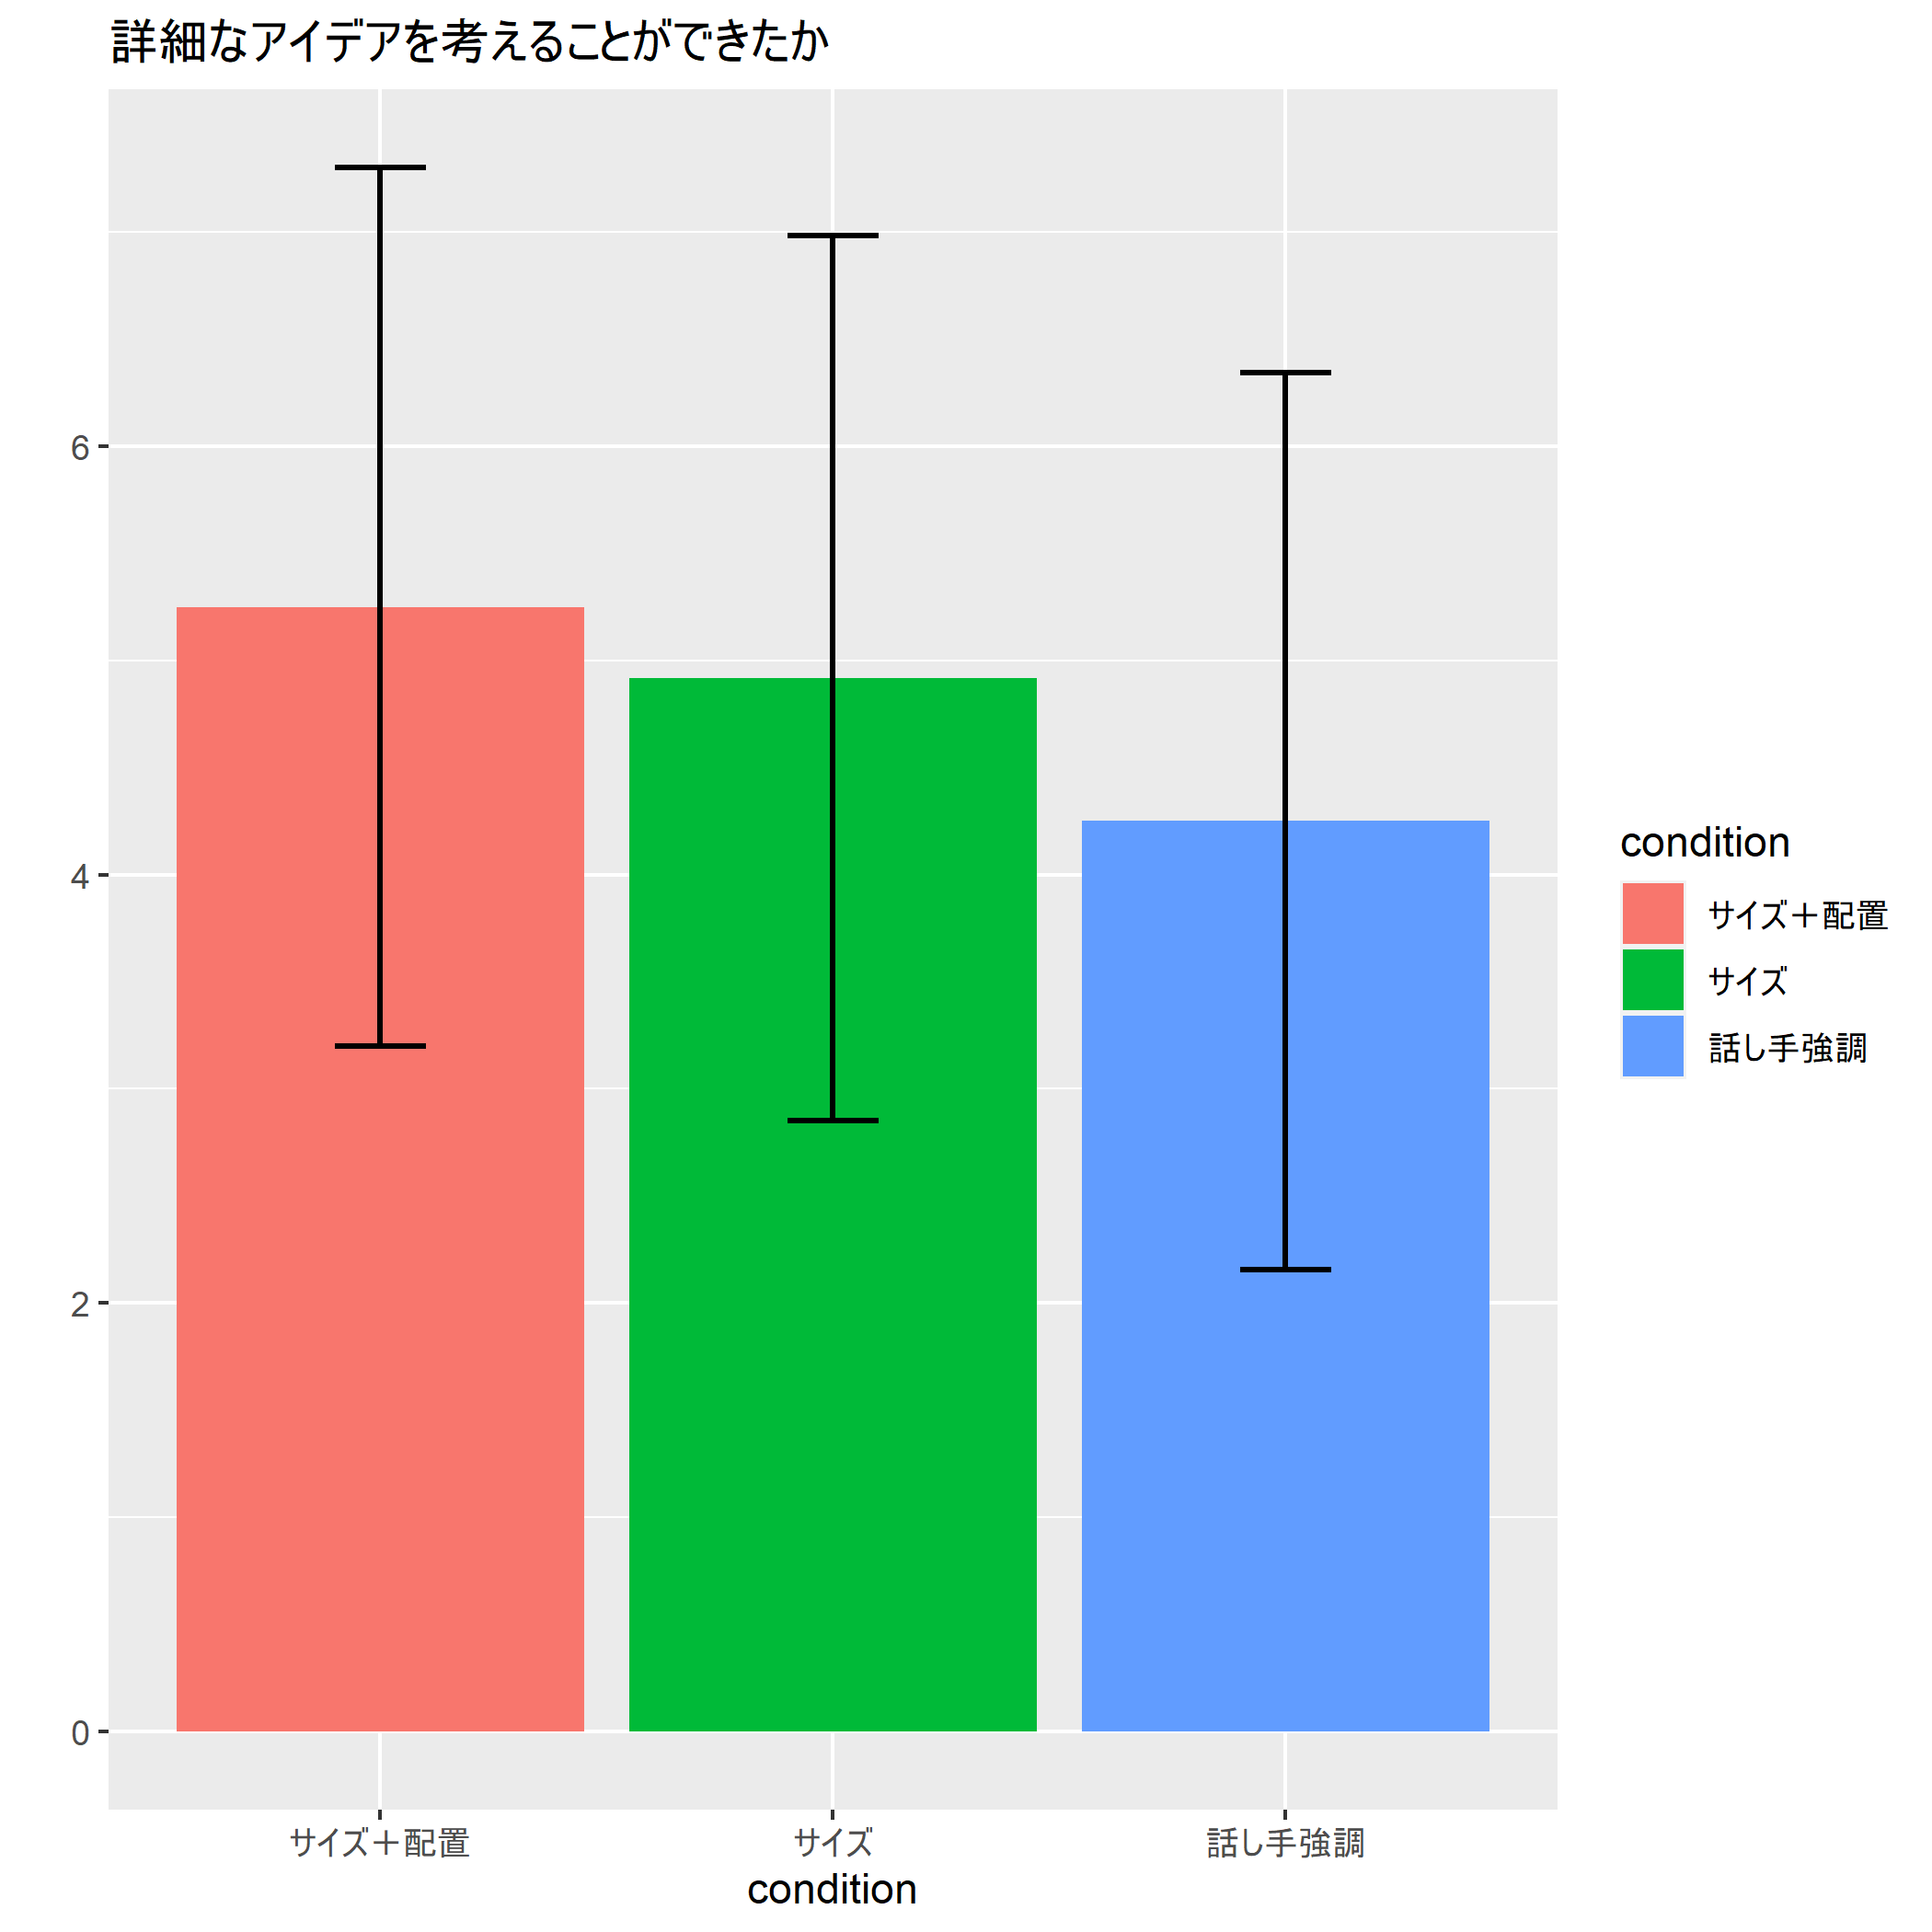 詳細なアイデアを考えることができたか
6
4
2
0
サイズ＋配置
サイズ
話し手強調
condition
condition
サイズ＋配置
サイズ
話し手強調